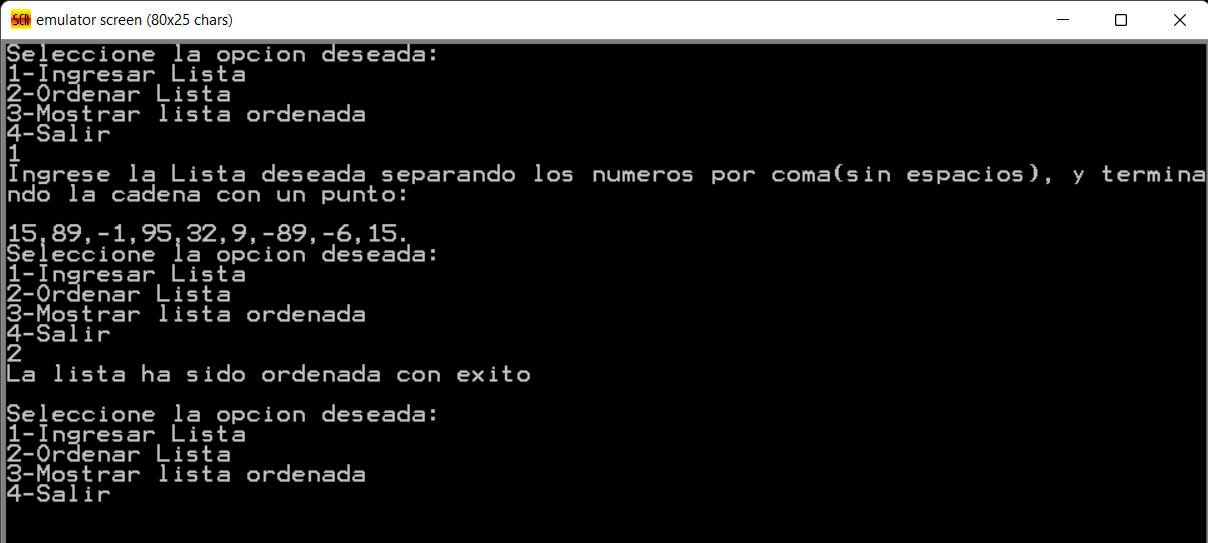 SCR
emulator screen (80x25 chars)
Seleccione la opcion deseada:
1-Ingresar Lista
2-Ordenar Lista
3-Mostrar lista ordenada
4-Salir
1
Ingrese la Lista deseada separando los numeros por coma(sin espacios), y termina
ndo la cadena con un punto:
15,89,-1,95,32,9,-89,-6,15.
Seleccione la opcion deseada:
1-Ingresar Lista
2-Ordenar Lista
3-Mostrar lista ordenada
4-Salir
2
La lista ha sido ordenada con exito
Seleccione la opcion deseada:
1-Ingresar Lista
2-Ordenar Lista
3-Mostrar lista ordenada
4-Salir